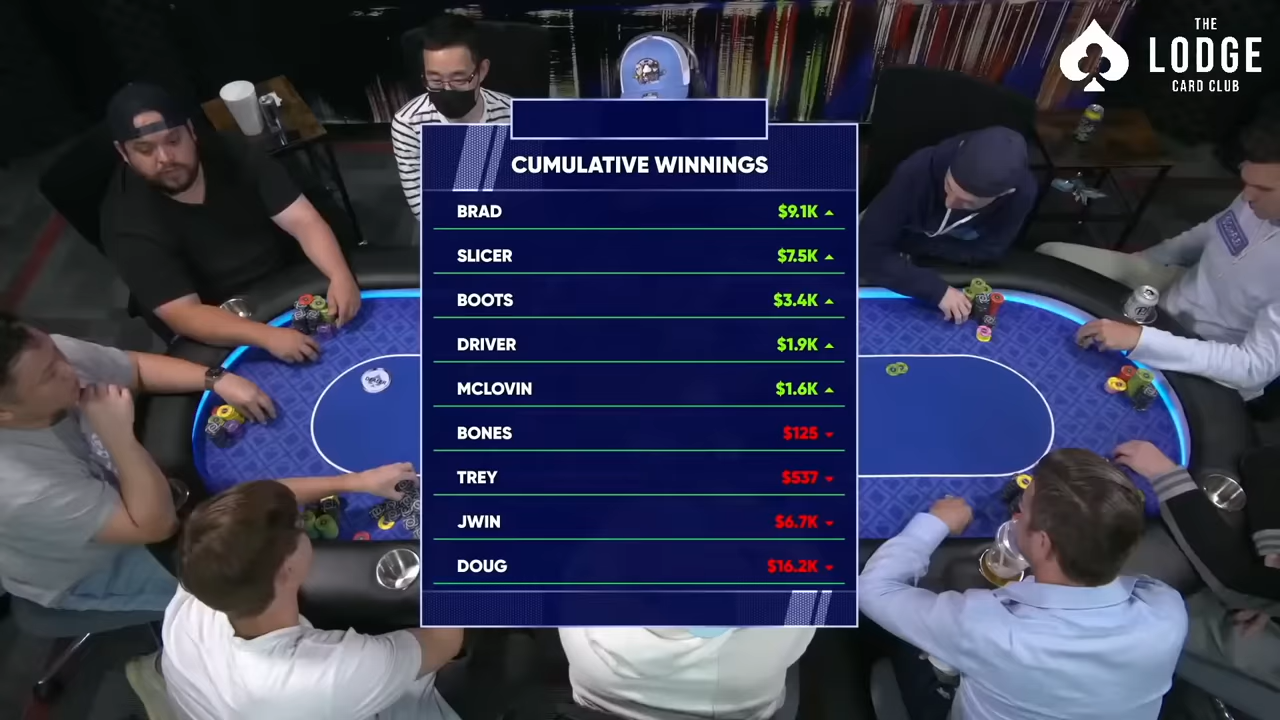 THE
LODGE
CARD CLUB
CUMULATIVE WINNINGS
BRAD $9.1K
SLICER $7.5K
BOOTS $3.4K
DRIVER $1.9K
MCLOVIN $1.6K
BONES $125
TREY $537
JWIN $6.7K
DOUG $16.2K